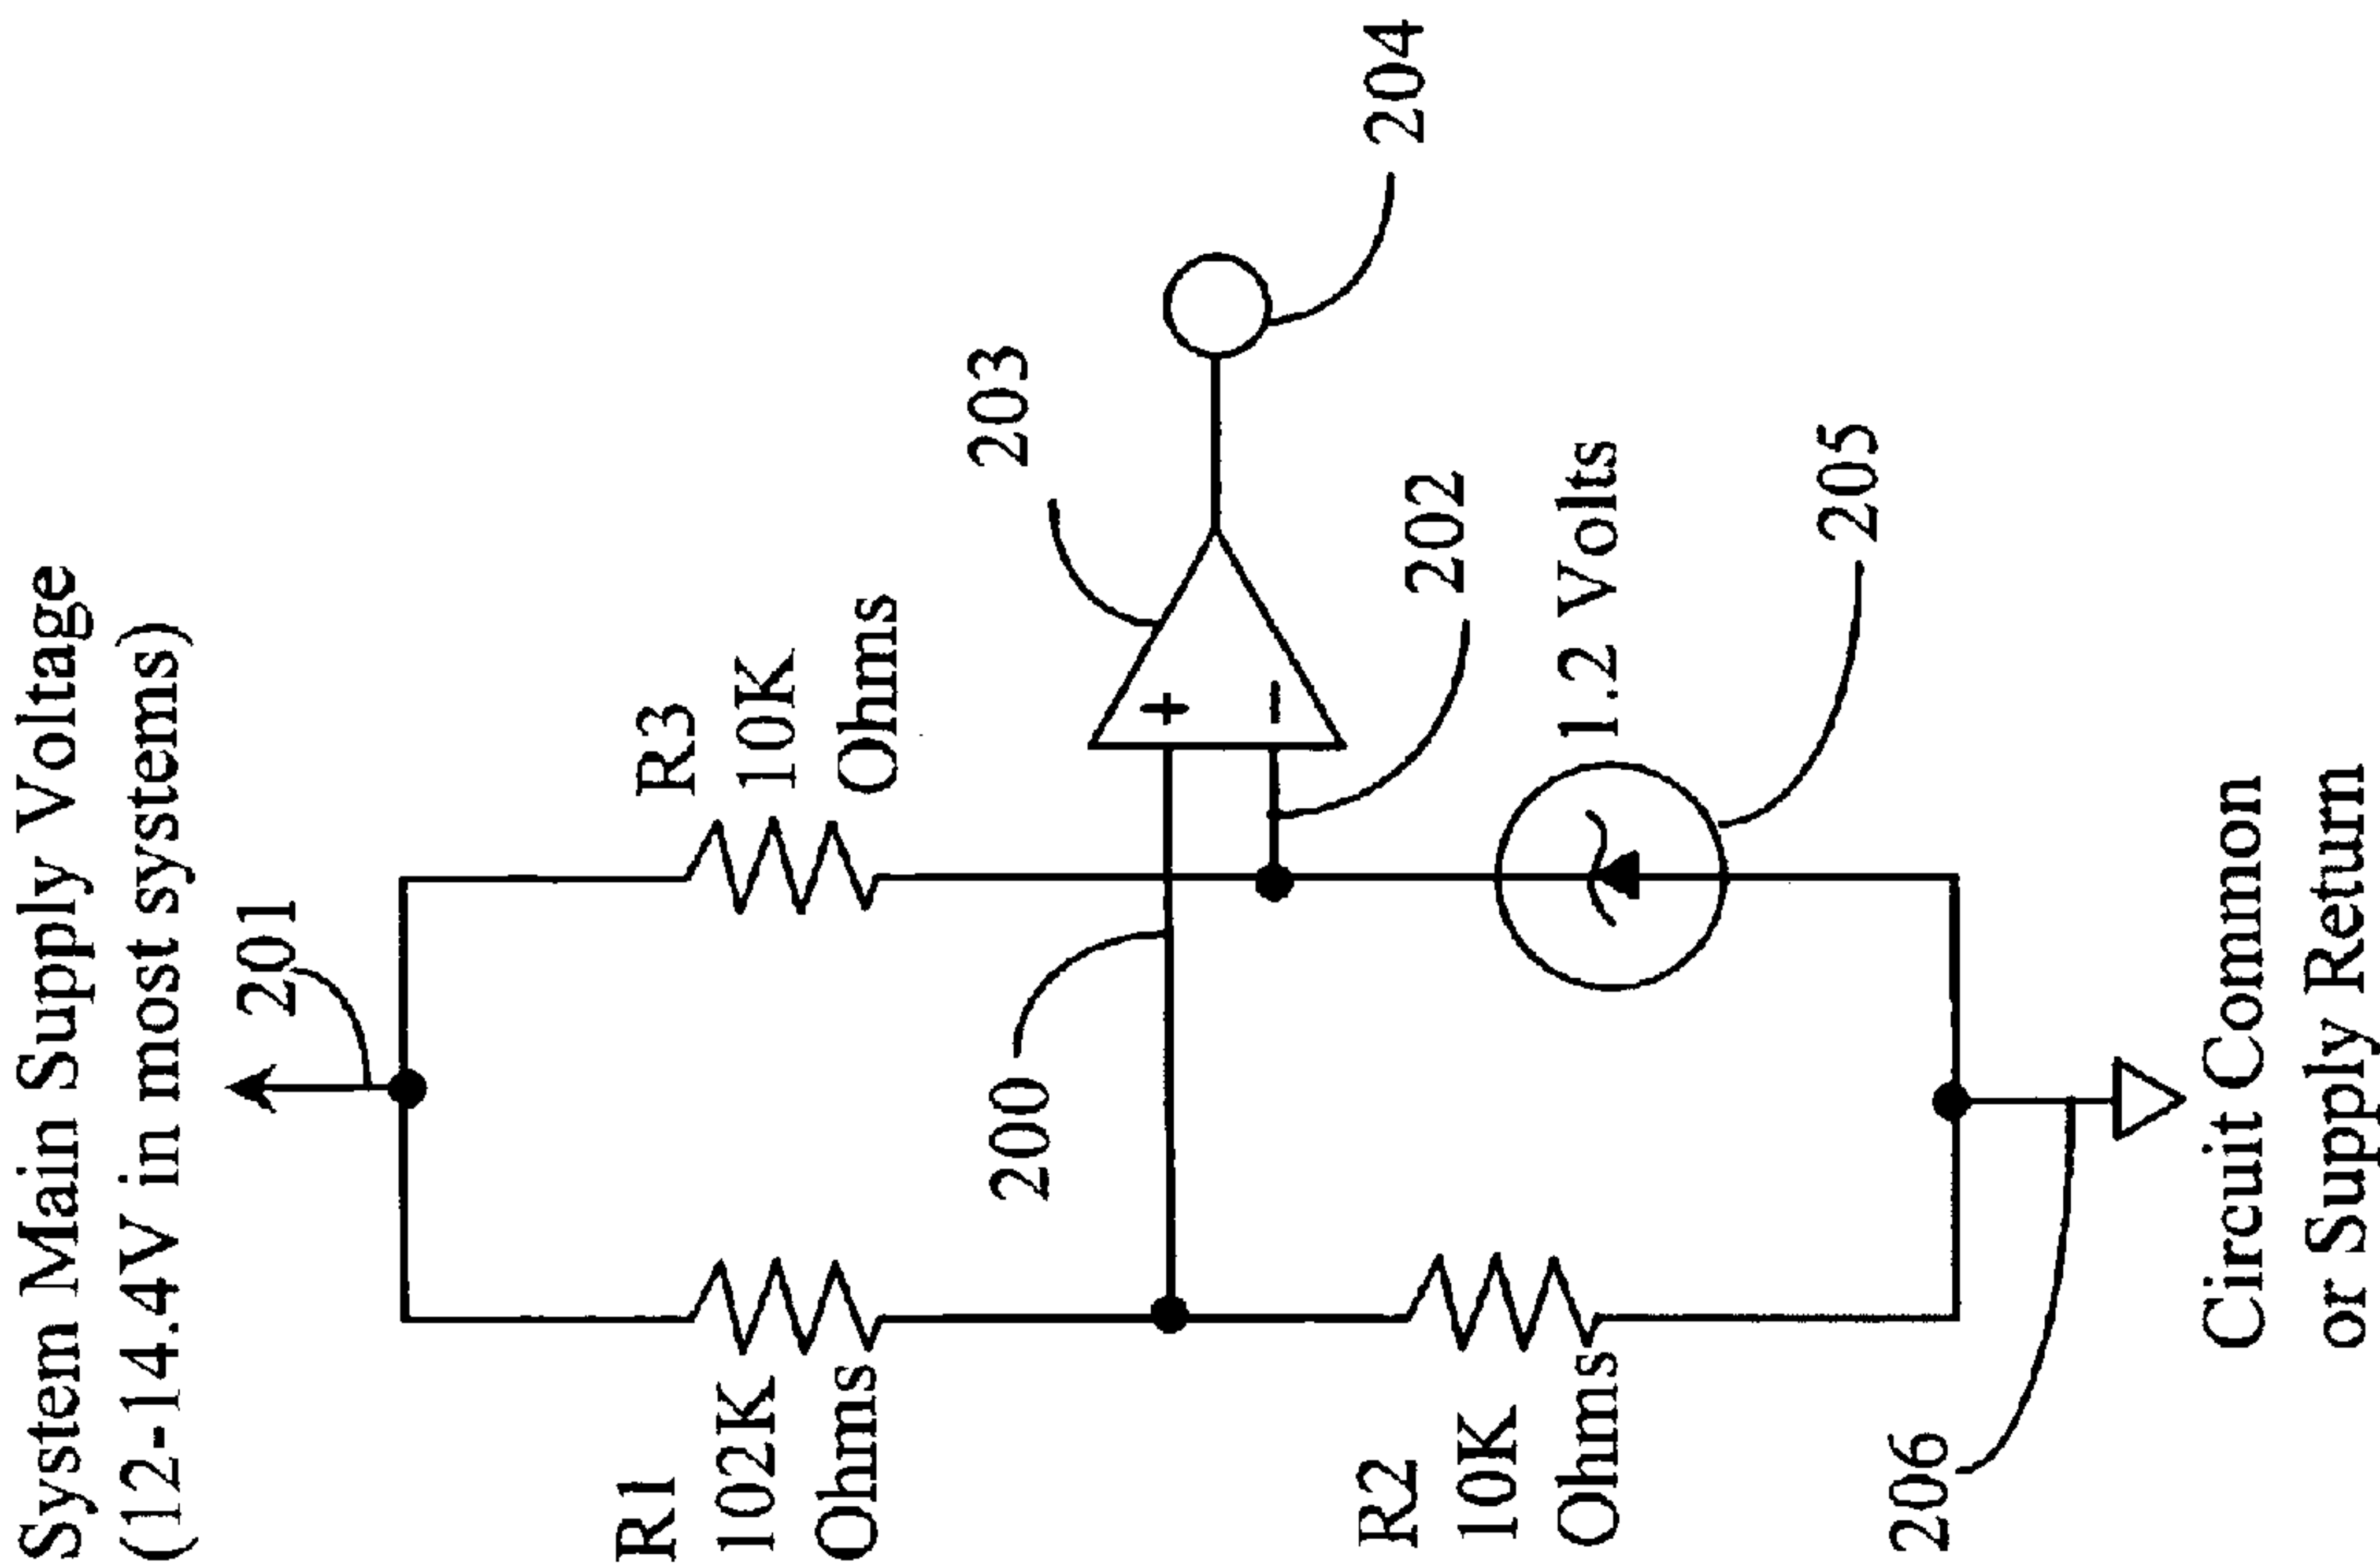 System Main Supply Voltage
(12-14.4V in most systems)
201
R1
102K
Ohms
R3
10K
Ohms
200
203
+
-
204
202
R2
10K
Ohms
1.2 Volts
205
206
Circuit Common
or Supply Return